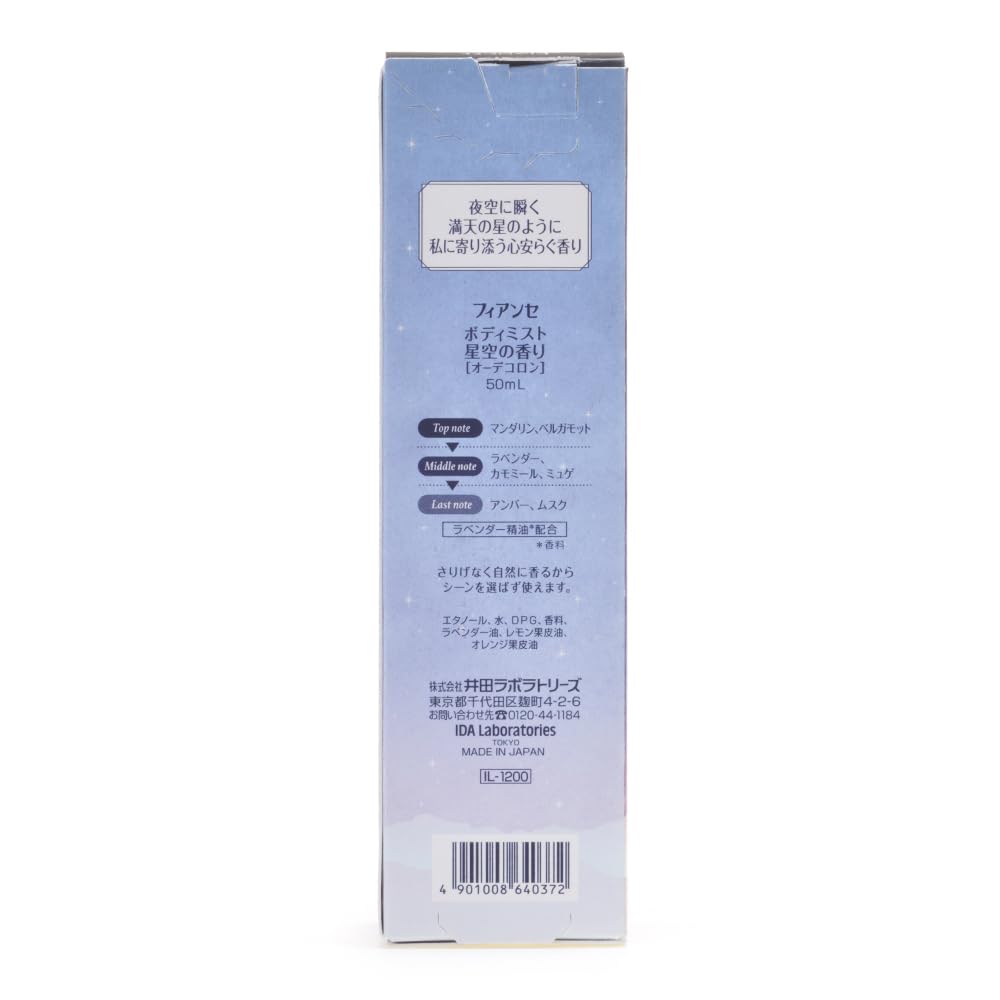 夜空に瞬く
満天の星のように
私に寄り添う心安らぐ香り
フィアンセ
ボディミスト
星空の香り
[オーデコロン]
50mL
Top note マンダリン、ベルガモット
Middle note ラベンダー、
カモミール、ミュゲ
Last note アンバー、ムスク
ラベンダー精油*配合
*香料
さりげなく自然に香るから
シーンを選ばず使えます。
エタノール、水、DPG、香料、
ラベンダー油、レモン果皮油、
オレンジ果皮油
株式会社 井田ラボラトリーズ
東京都千代田区麹町4-2-6
お問い合わせ先☎0120-44-1184
IDA Laboratories
TOKYO
MADE IN JAPAN
IL-1200
4 901008 640372